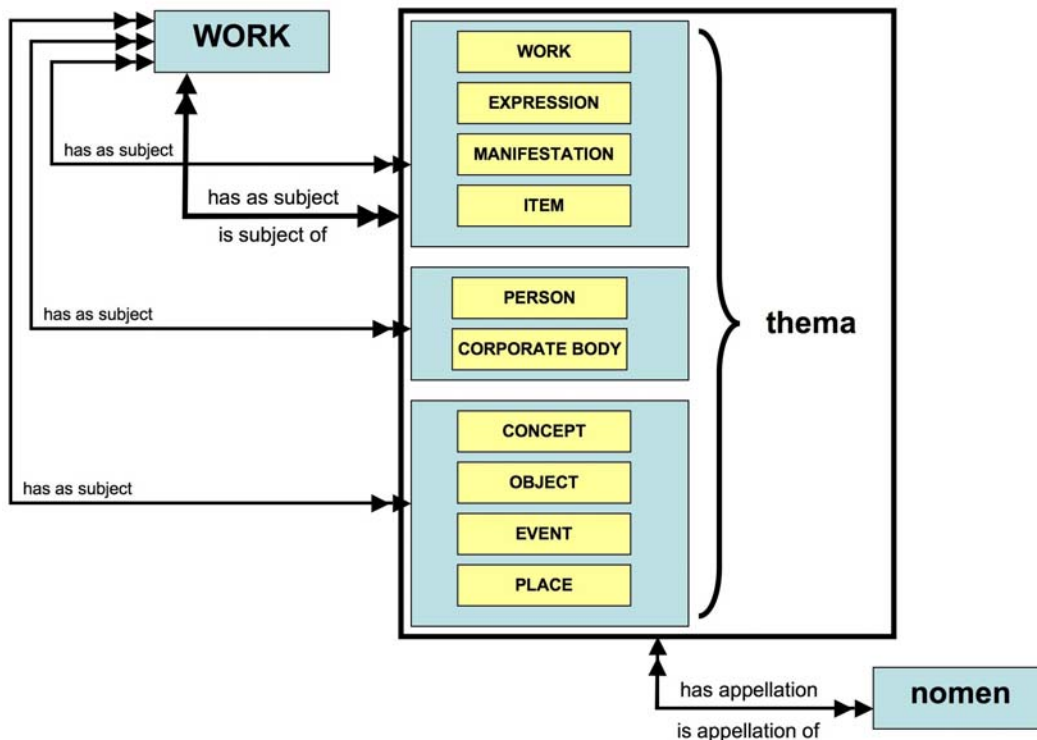 WORK
WORK
EXPRESSION
MANIFESTATION
ITEM
has as subject
has as subject
is subject of
PERSON
CORPORATE BODY
has as subject
thema
CONCEPT
OBJECT
EVENT
PLACE
has as subject
has appellation
is appellation of
nomen